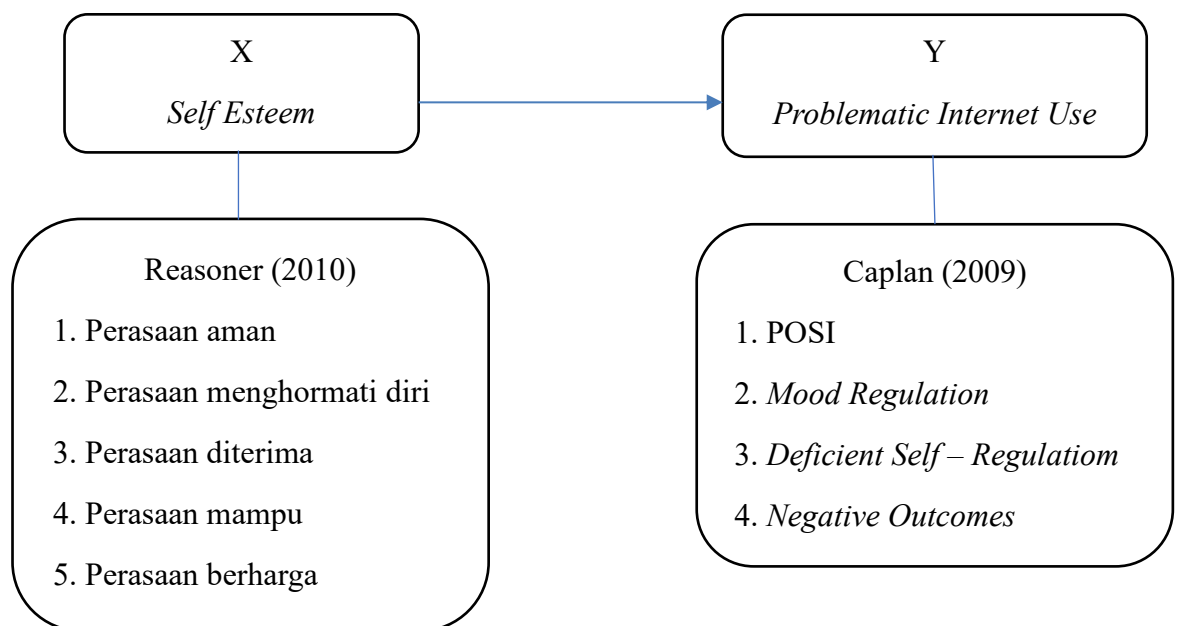 X
Self Esteem
Y
Problematic Internet Use
Reasoner (2010)
1. Perasaan aman
2. Perasaan menghormati diri
3. Perasaan diterima
4. Perasaan mampu
5. Perasaan berharga
Caplan (2009)
1. POSI
2. Mood Regulation
3. Deficient Self – Regulatiom
4. Negative Outcomes